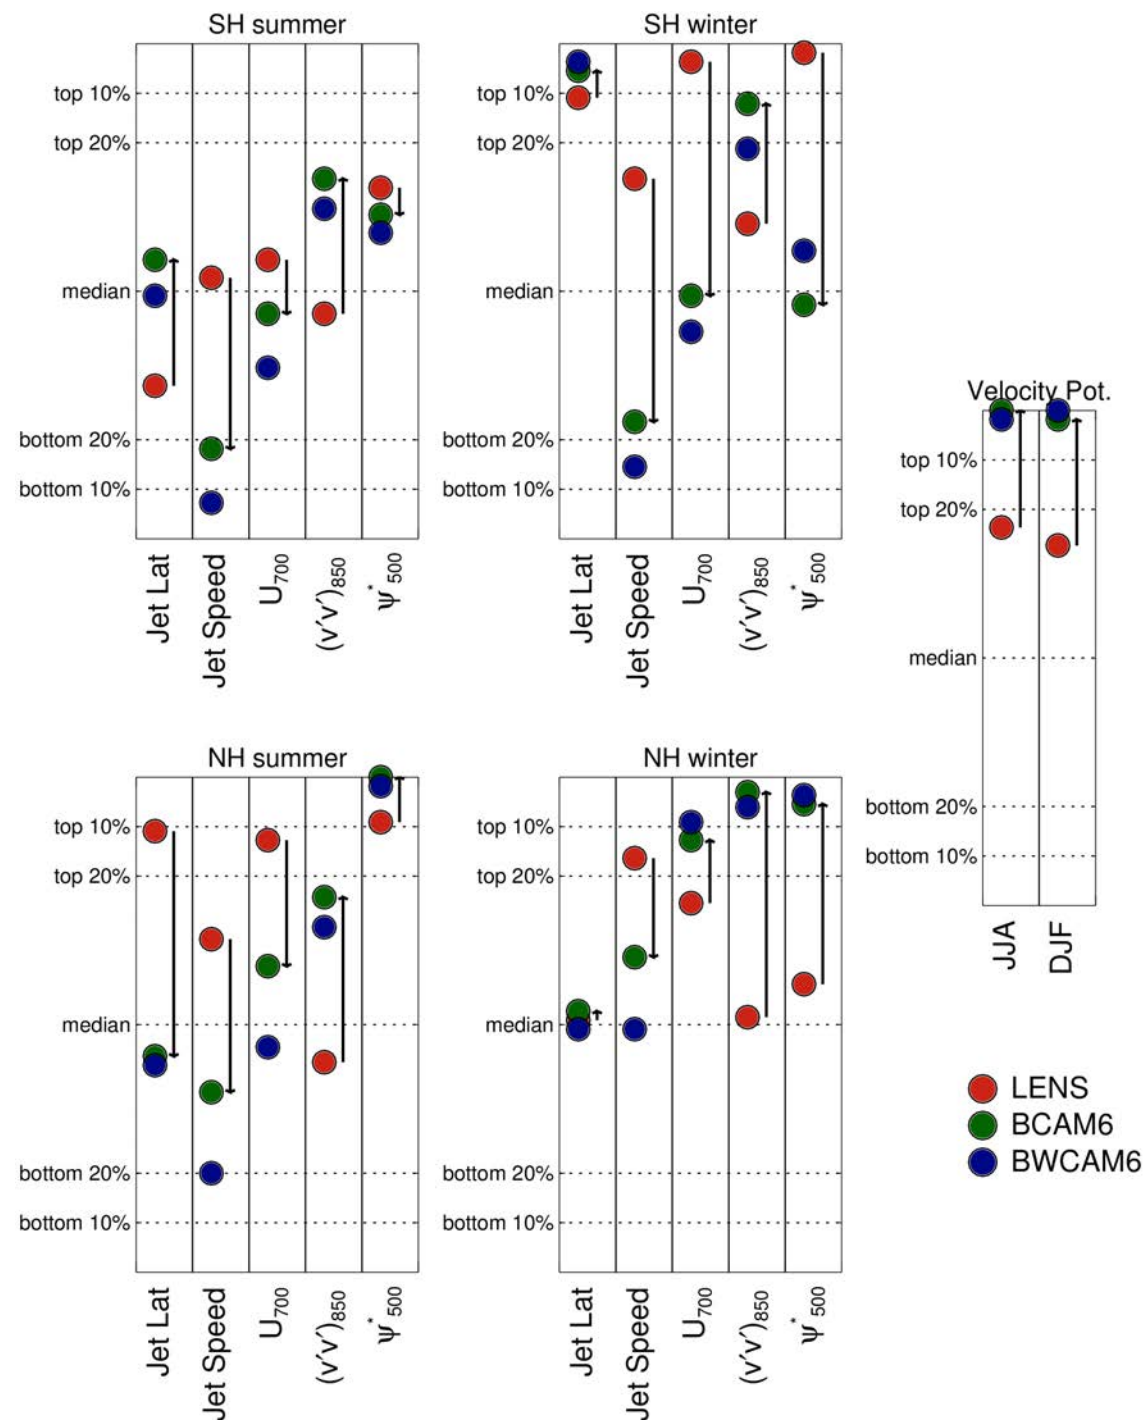 SH summer
top 10%
top 20%
median
bottom 20%
bottom 10%
Jet Lat
Jet Speed
U700
(v'v')850
ψ*500
SH winter
top 10%
top 20%
median
bottom 20%
bottom 10%
Jet Lat
Jet Speed
U700
(v'v')850
ψ*500
Velocity Pot.
top 10%
top 20%
median
bottom 20%
bottom 10%
JJA
DJF
NH summer
top 10%
top 20%
median
bottom 20%
bottom 10%
Jet Lat
Jet Speed
U700
(v'v')850
ψ*500
NH winter
top 10%
top 20%
median
bottom 20%
bottom 10%
Jet Lat
Jet Speed
U700
(v'v')850
ψ*500
LENS
BCAM6
BWCAM6